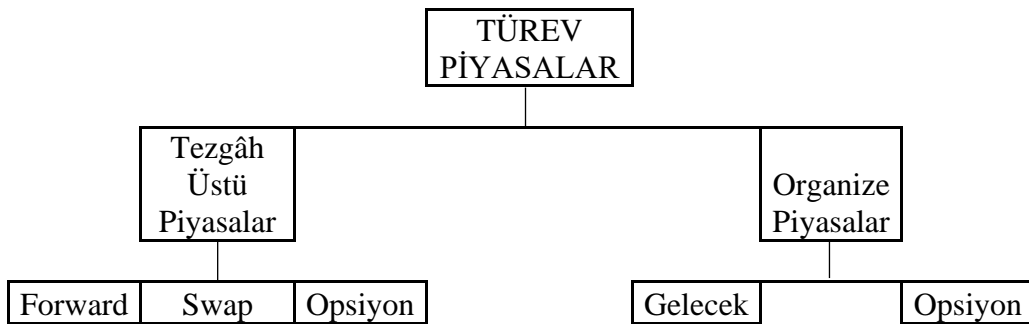 TÜREV
PİYASALAR
Tezgâh
Üstü
Piyasalar
Organize
Piyasalar
Forward Swap Opsiyon Gelecek Opsiyon